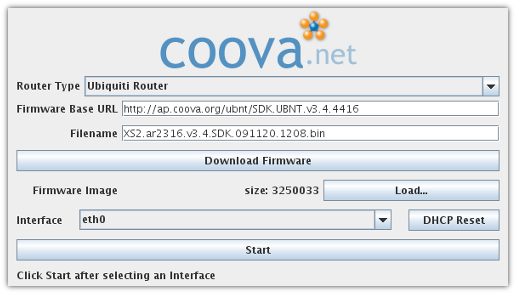 coova.net
Router Type Ubiquiti Router
Firmware Base URL http://ap.coova.org/ubnt/SDK.UBNT.v3.4.4416
Filename XS2.ar2316.v3.4.SDK.091120.1208.bin
Download Firmware
Firmware Image size: 3250033 Load...
Interface eth0 DHCP Reset
Start
Click Start after selecting an Interface